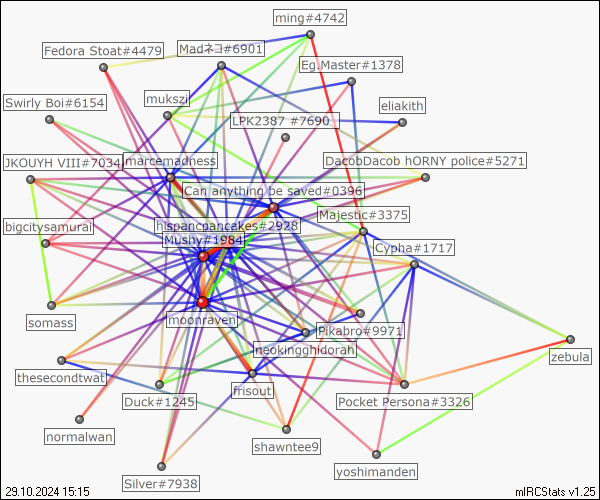 ming#4742
Fedora Stoat#4479
Madネコ#6901
Eg.Master#1378
Swirly Boi#6154
mukszi
eliakith
LPK2387 #7690
JKOUYH VIII#7034
marcemadness
DacobDacob hORNY police#5271
Can anything be saved#0396
Majestic#3375
bigcitysamurai
hispancpancakes#2928
Mushy#1984
Cypha#1717
somass
moonraven
Pikabro#9971
neokingghidorah
zebula
thesecondtwat
frisout
Duck#1245
Pocket Persona#3326
normalwan
shawntee9
yoshimanden
Silver#7938
29.10.2024 15:15
mIRCStats v1.25